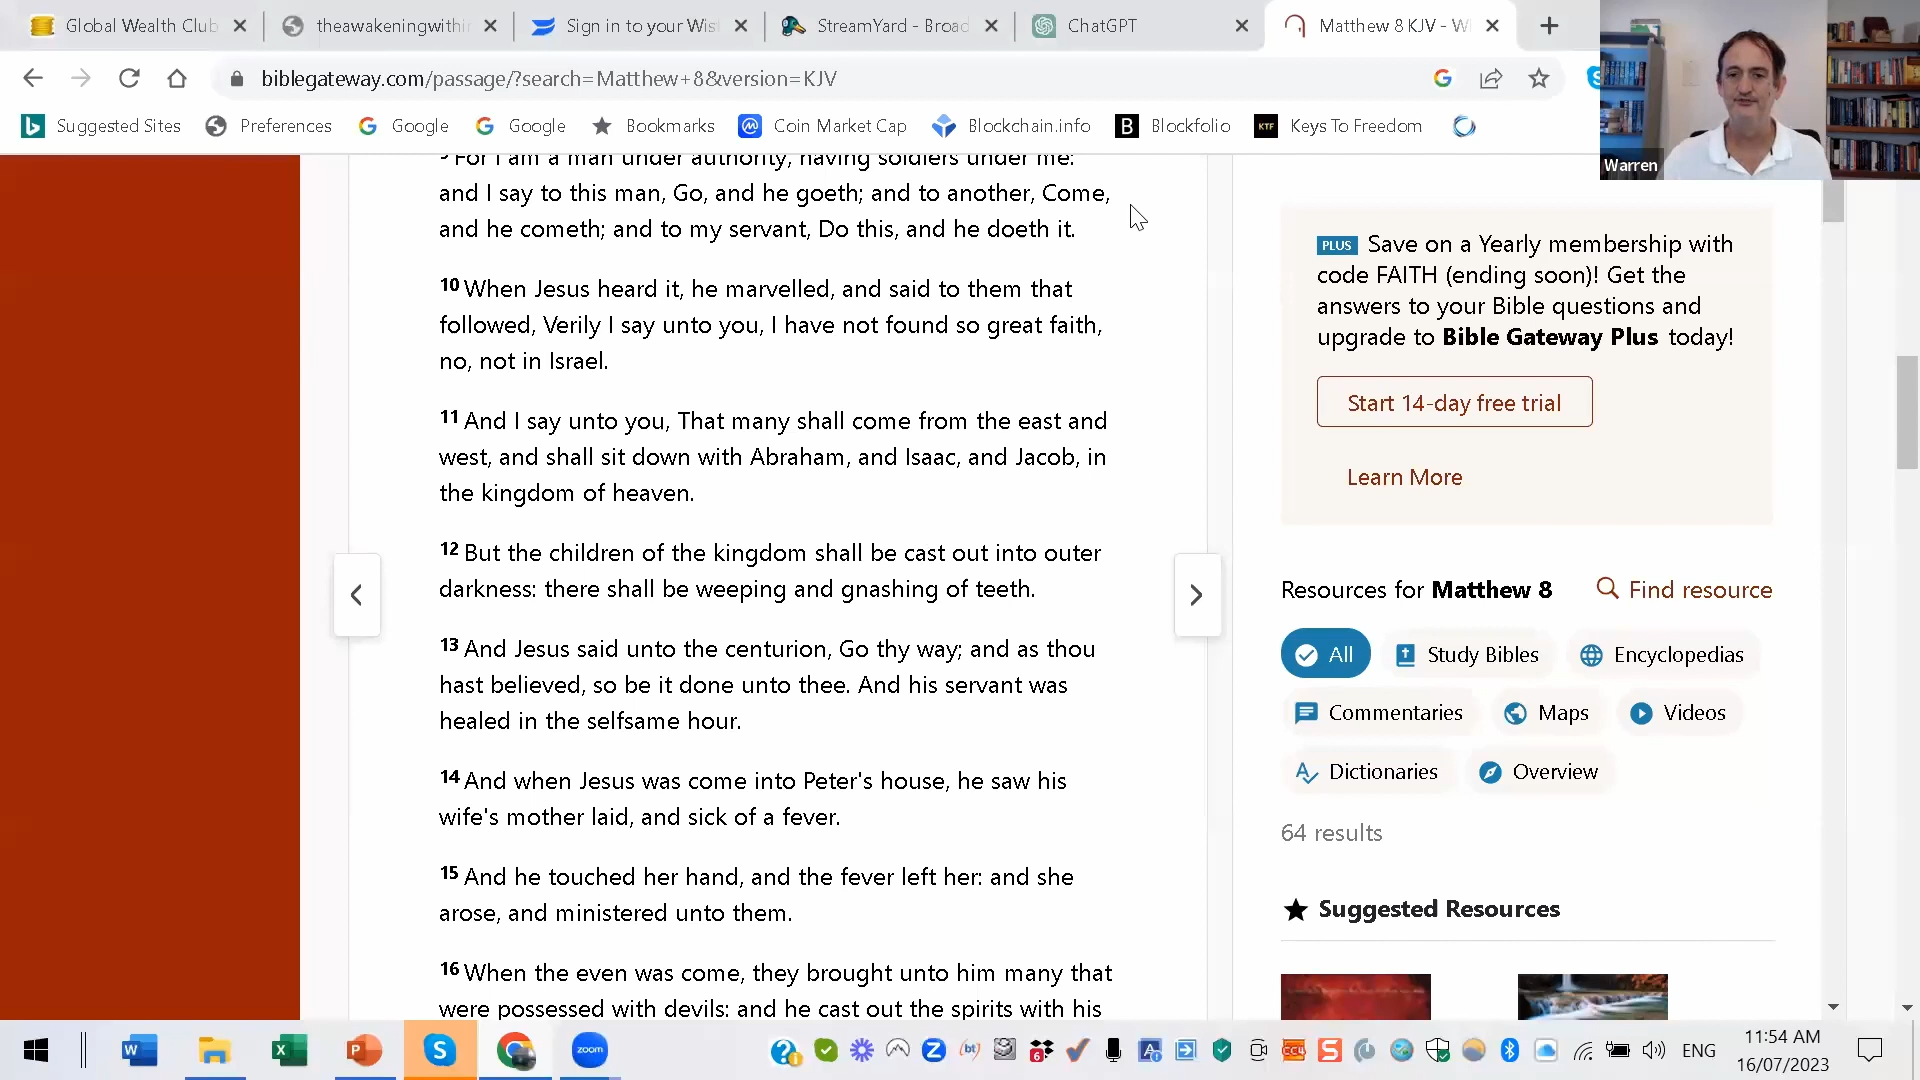 Global Wealth Club
theawakeningwithin
Sign in to your Wis
StreamYard - Broad
ChatGPT
Matthew 8 KJV - W
biblegateway.com/passage/?search=Matthew+8&version=KJV
Suggested Sites
Preferences
Google
Google
Bookmarks
Coin Market Cap
Blockchain.info
B
Blockfolio
KTF
Keys To Freedom
Warren
For I am a man under authority, having soldiers under me:
and I say to this man, Go, and he goeth; and to another, Come,
and he cometh; and to my servant, Do this, and he doeth it.
10 When Jesus heard it, he marvelled, and said to them that
followed, Verily I say unto you, I have not found so great faith,
no, not in Israel.
11 And I say unto you, That many shall come from the east and
west, and shall sit down with Abraham, and Isaac, and Jacob, in
the kingdom of heaven.
12 But the children of the kingdom shall be cast out into outer
darkness: there shall be weeping and gnashing of teeth.
13 And Jesus said unto the centurion, Go thy way; and as thou
hast believed, so be it done unto thee. And his servant was
healed in the selfsame hour.
14 And when Jesus was come into Peter's house, he saw his
wife's mother laid, and sick of a fever.
15 And he touched her hand, and the fever left her: and she
arose, and ministered unto them.
16 When the even was come, they brought unto him many that
were possessed with devils: and he cast out the spirits with his
PLUS Save on a Yearly membership with
code FAITH (ending soon)! Get the
answers to your Bible questions and
upgrade to Bible Gateway Plus today!
Start 14-day free trial
Learn More
Resources for Matthew 8
Find resource
All
Study Bibles
Encyclopedias
Commentaries
Maps
Videos
Dictionaries
Overview
64 results
Suggested Resources
zoom
ENG
11:54 AM
16/07/2023